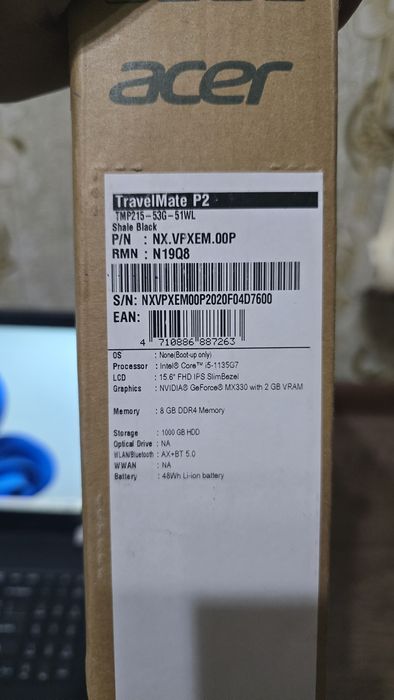 acer
TravelMate P2
TMP215-53G-51WL
Shale Black
P/N : NX.VPXEM.00P
RMN : N19Q8
S/N: NXVPXEM00P2020F04D7600
EAN:
4 710886 887263
OS : None(Boot-up only)
Processor : Intel® Core™ i5-1135G7
LCD : 15.6" FHD IPS SlimBezel
Graphics : NVIDIA® GeForce® MX330 with 2 GB VRAM
Memory : 8 GB DDR4 Memory
Storage : 1000 GB HDD
Optical Drive : NA
WLAN/Bluetooth : AX+BT 5.0
WWAN : NA
Battery : 48Wh Li-ion battery